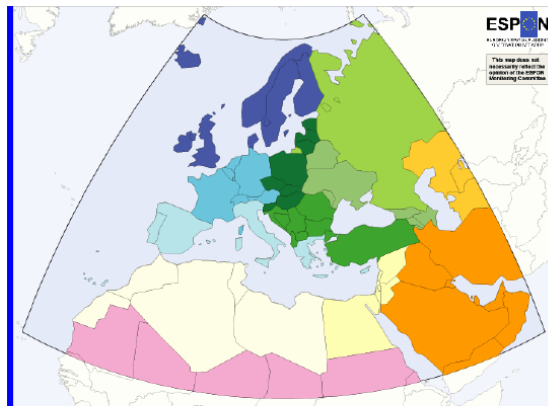 ESPON
This map does not
necessarily reflect the
opinion of the ESPON
Monitoring Committee